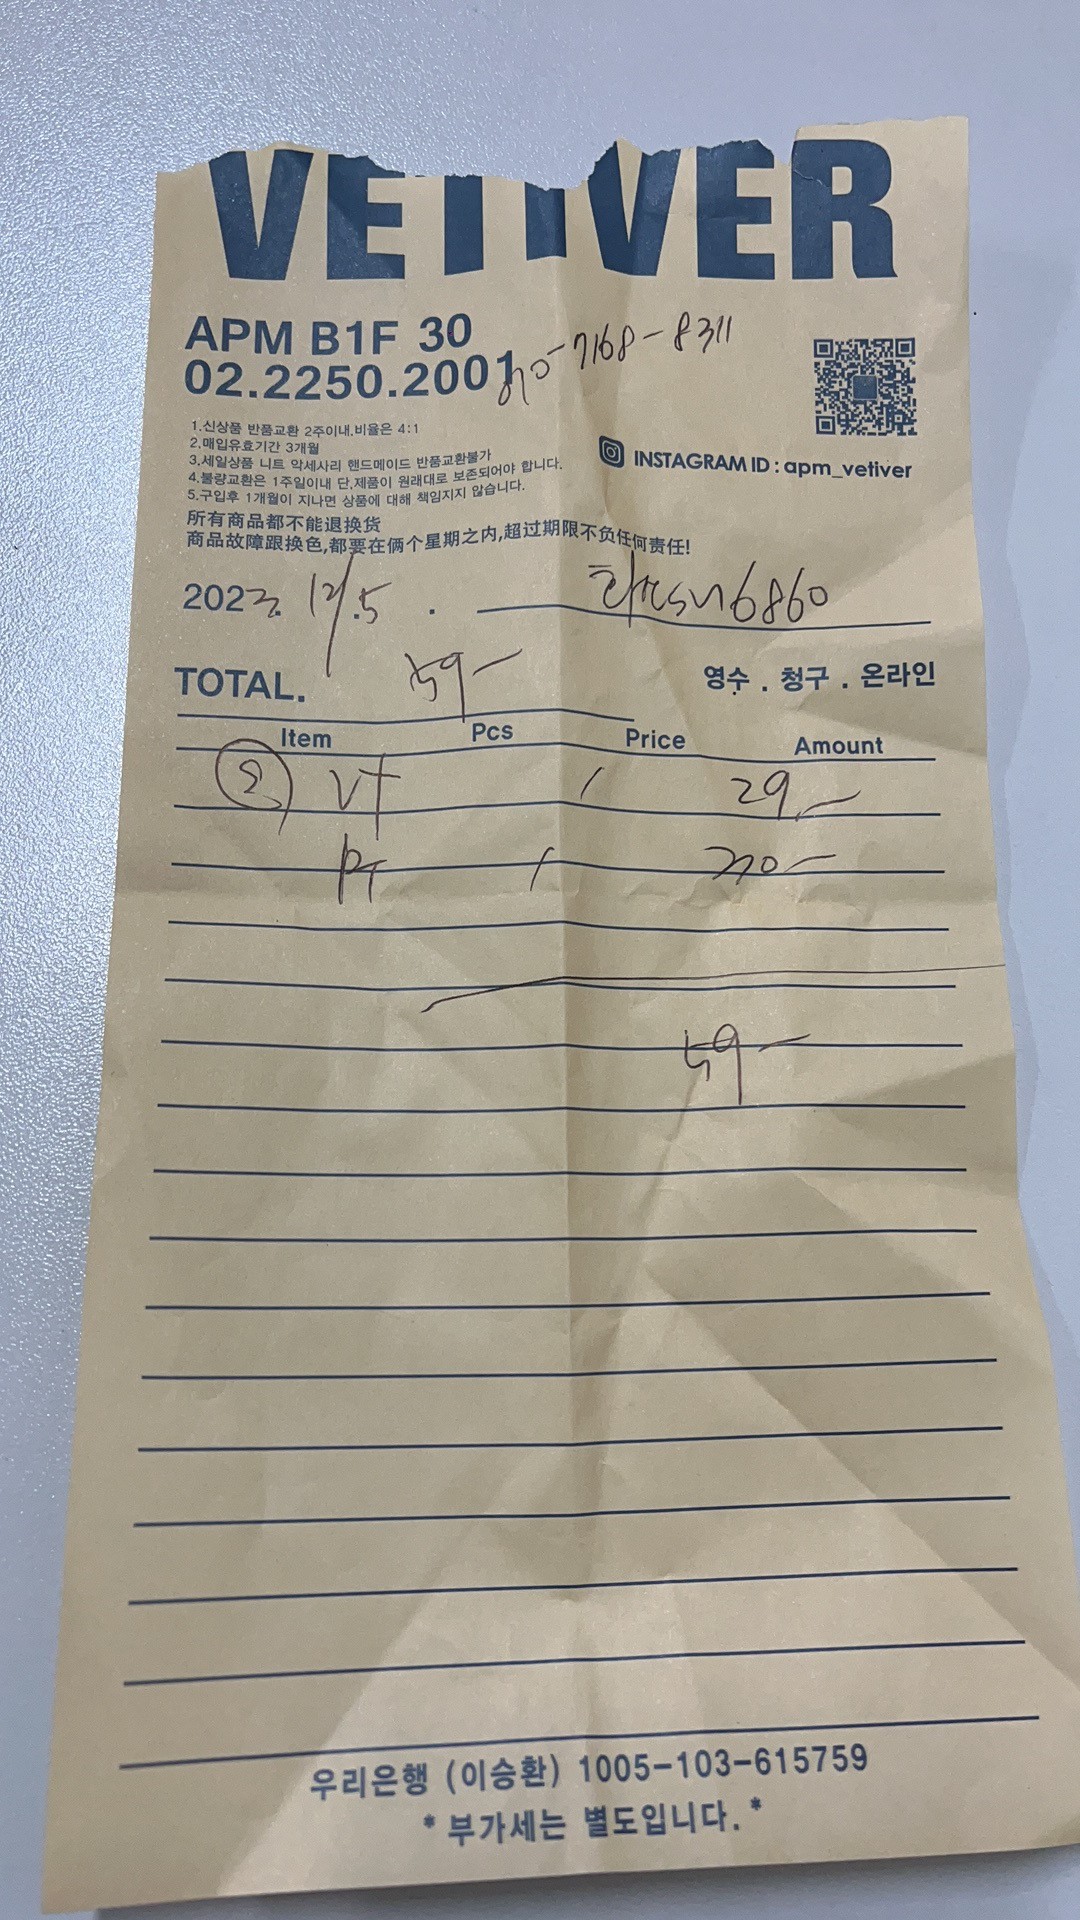 VETIVER
APM B1F 30
02.2250.2001
010-7168-8311
1.신상품 반품교환 2주이내,비율은 4:1
2.매입유효기간 3개월
3.세일상품 니트 악세사리 핸드메이드 반품교환불가
4.불량교환은 1주일이내 단,제품이 원래대로 보존되어야 합니다.
5.구입후 1개월이 지나면 상품에 대해 책임지지 않습니다.
INSTAGRAM ID : apm_vetiver
所有商品都不能退换货
商品故障跟换色,都要在俩个星期之内,超过期限不负任何责任!
2023. 12/.5 . 6860
TOTAL. 59-
영수 . 청구 . 온라인
Item Pcs Price Amount
VT / 29-
PT / 30-
59-
우리은행 (이승환) 1005-103-615759
* 부가세는 별도입니다. *